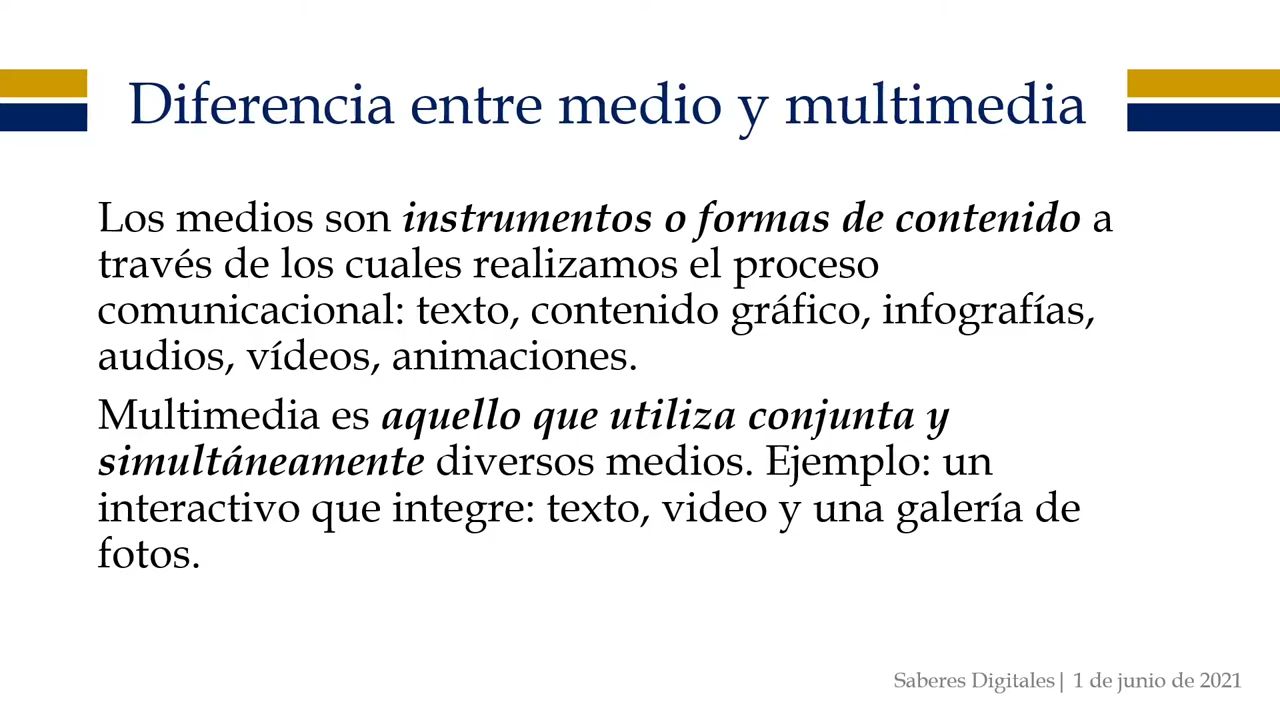 Diferencia entre medio y multimedia
Los medios son instrumentos o formas de contenido a
través de los cuales realizamos el proceso
comunicacional: texto, contenido gráfico, infografías,
audios, vídeos, animaciones.
Multimedia es aquello que utiliza conjunta y
simultáneamente diversos medios. Ejemplo: un
interactivo que integre: texto, video y una galería de
fotos.
Saberes Digitales| 1 de junio de 2021